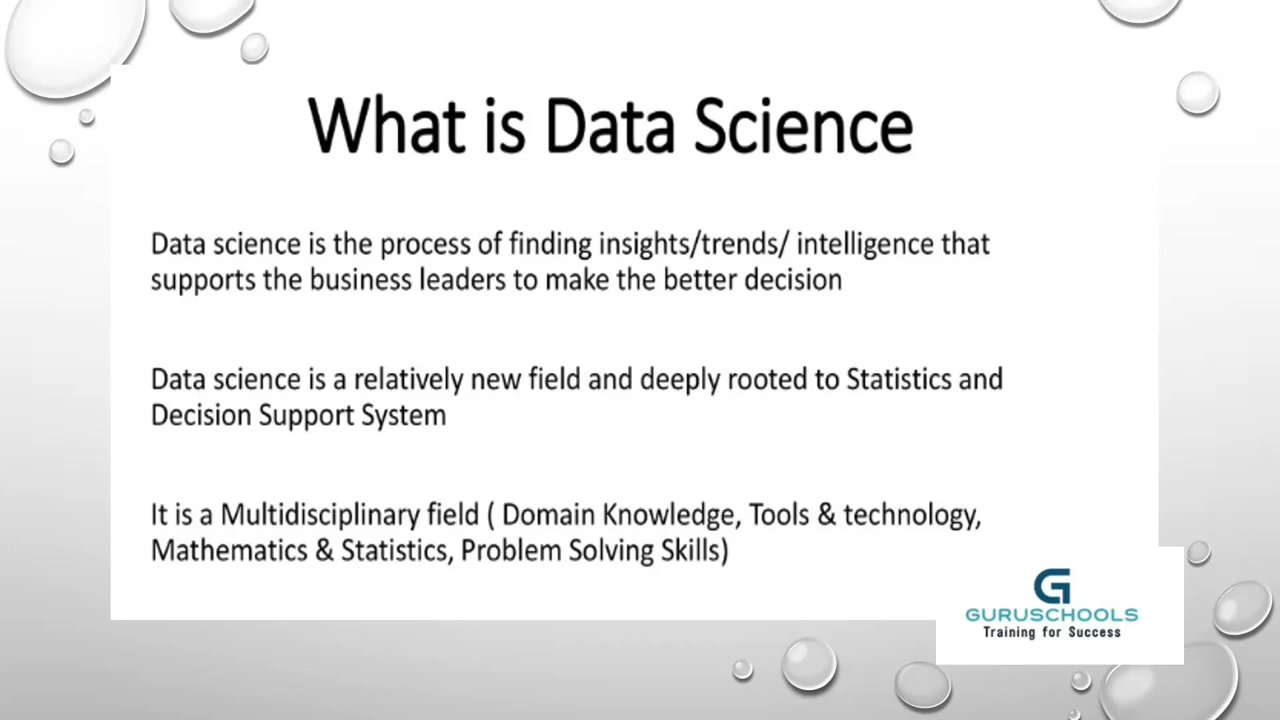 What is Data Science
Data science is the process of finding insights/trends/ intelligence that
supports the business leaders to make the better decision
Data science is a relatively new field and deeply rooted to Statistics and
Decision Support System
It is a Multidisciplinary field ( Domain Knowledge, Tools & technology,
Mathematics & Statistics, Problem Solving Skills)
G
GURUSCHOOLS
Training for Success